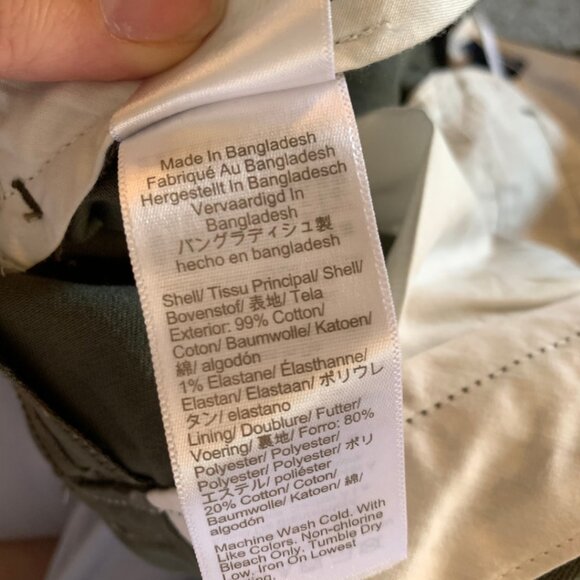 Made In Bangladesh
Fabriqué Au Bangladesh
Hergestellt In Bangladesch
Vervaardigd In
Bangladesh
バングラディシュ製
hecho en bangladesh
Shell/ Tissu Principal/ Shell/
Bovenstof/ 表地/ Tela
Exterior: 99% Cotton/
Coton/ Baumwolle/ Katoen/
綿/ algodón
1% Elastane/ Élasthanne/
Elastan/ Elastaan/ ポリウレ
タン/ elastano
Lining/ Doublure/ Futter/
Voering/ 裏地/ Forro: 80%
Polyester/ Polyester/
Polyester/ Polyester/ ポリ
エステル/ poliéster
20% Cotton/ Coton/
Baumwolle/ Katoen/ 綿/
algodón
Machine Wash Cold. With
Like Colors. Non-chlorine
Bleach Only. Tumble Dry
Low. Iron On Lowest